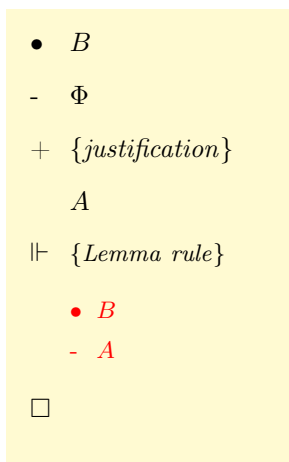 • B
- Φ
+ {justification}
A
⊪ {Lemma rule}
• B
- A
□